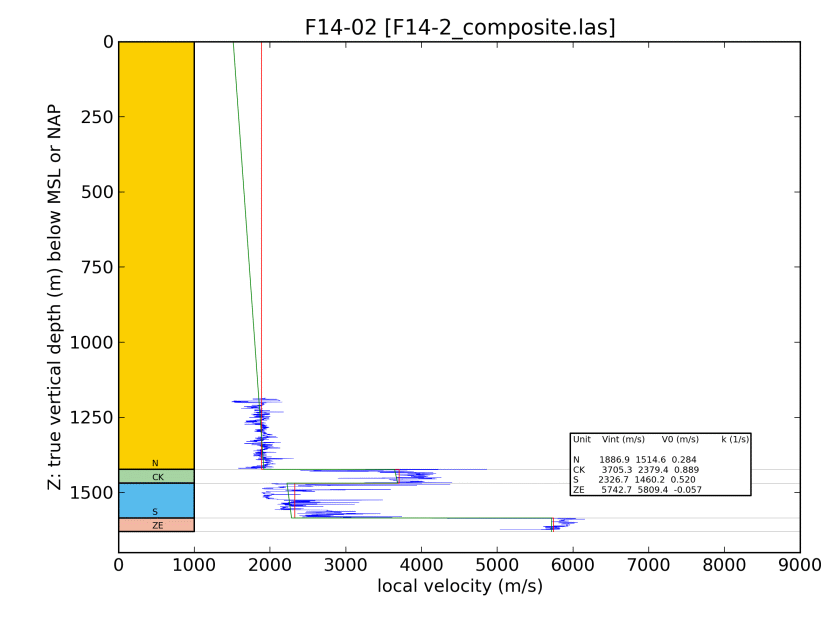 F14-02 [F14-2_composite.las]
Z: true vertical depth (m) below MSL or NAP
0
250
500
750
1000
1250
1500
N
CK
S
ZE
Unit Vint (m/s) V0 (m/s) k (1/s)
N 1886.9 1514.6 0.284
CK 3705.3 2379.4 0.889
S 2326.7 1460.2 0.520
ZE 5742.7 5809.4 -0.057
0 1000 2000 3000 4000 5000 6000 7000 8000 9000
local velocity (m/s)